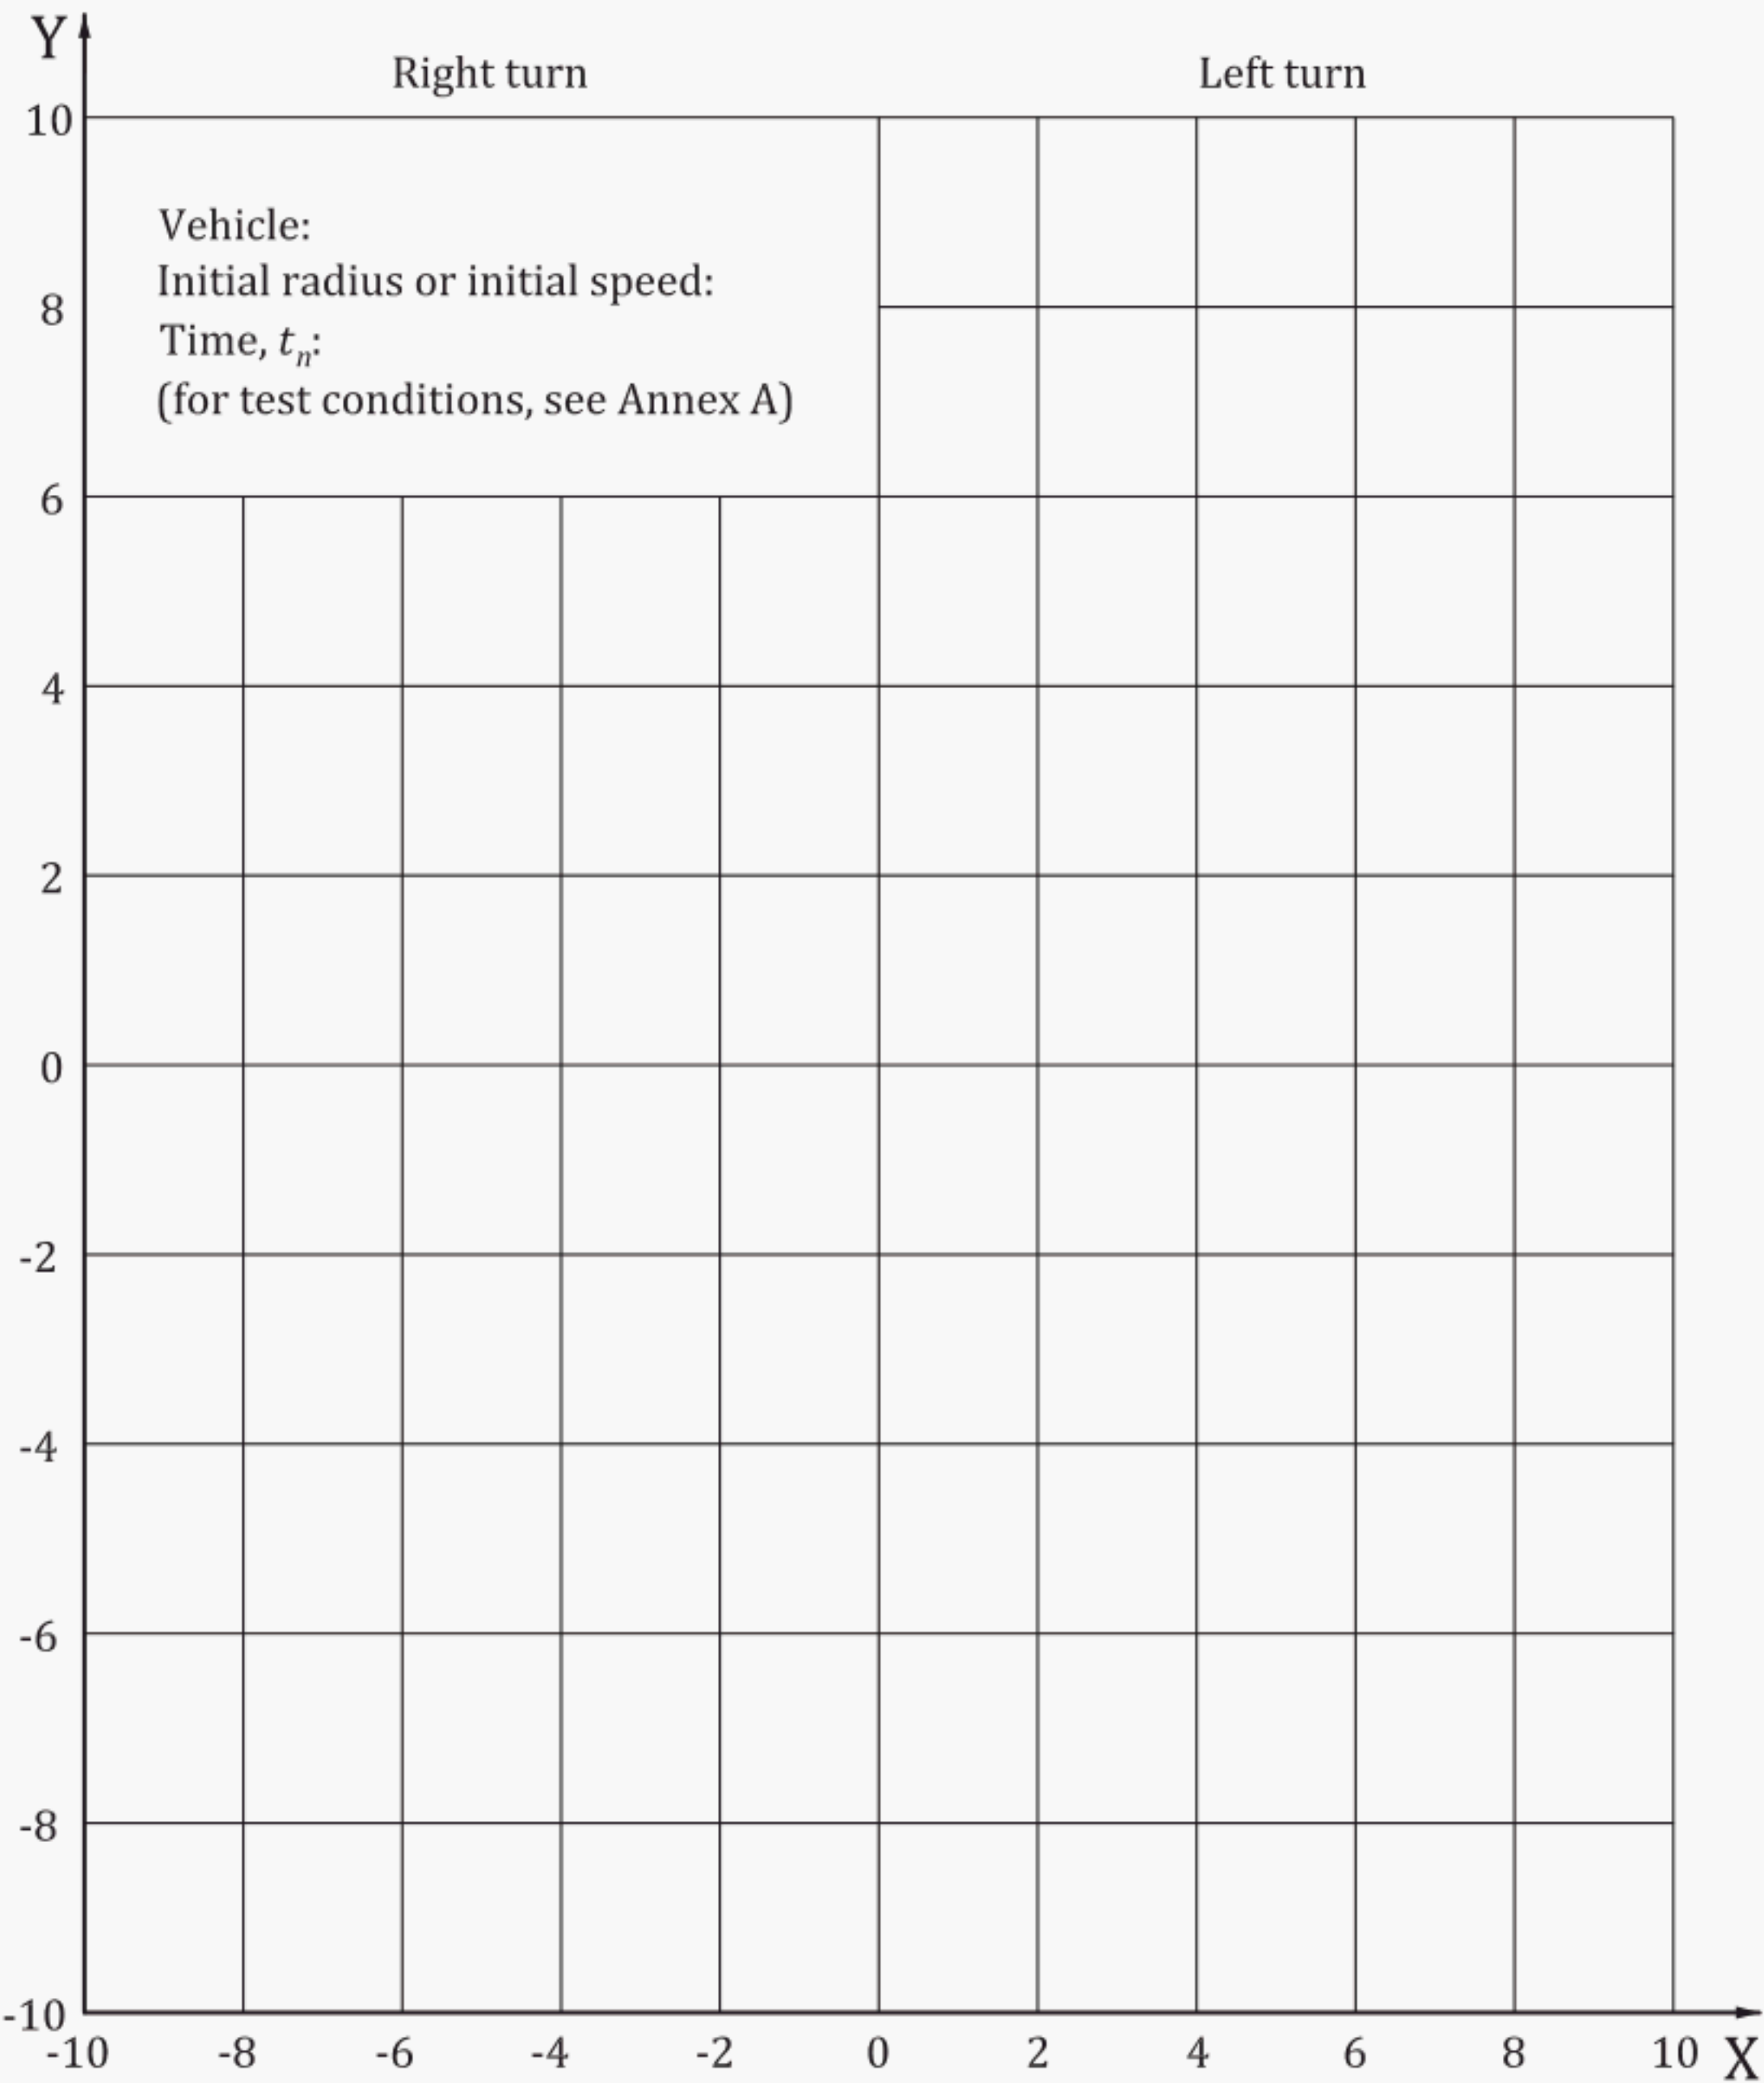 Y
Right turn Left turn
10
Vehicle:
Initial radius or initial speed:
8
Time, tn:
(for test conditions, see Annex A)
6
4
2
0
-2
-4
-6
-8
-10
-10 -8 -6 -4 -2 0 2 4 6 8 10 X